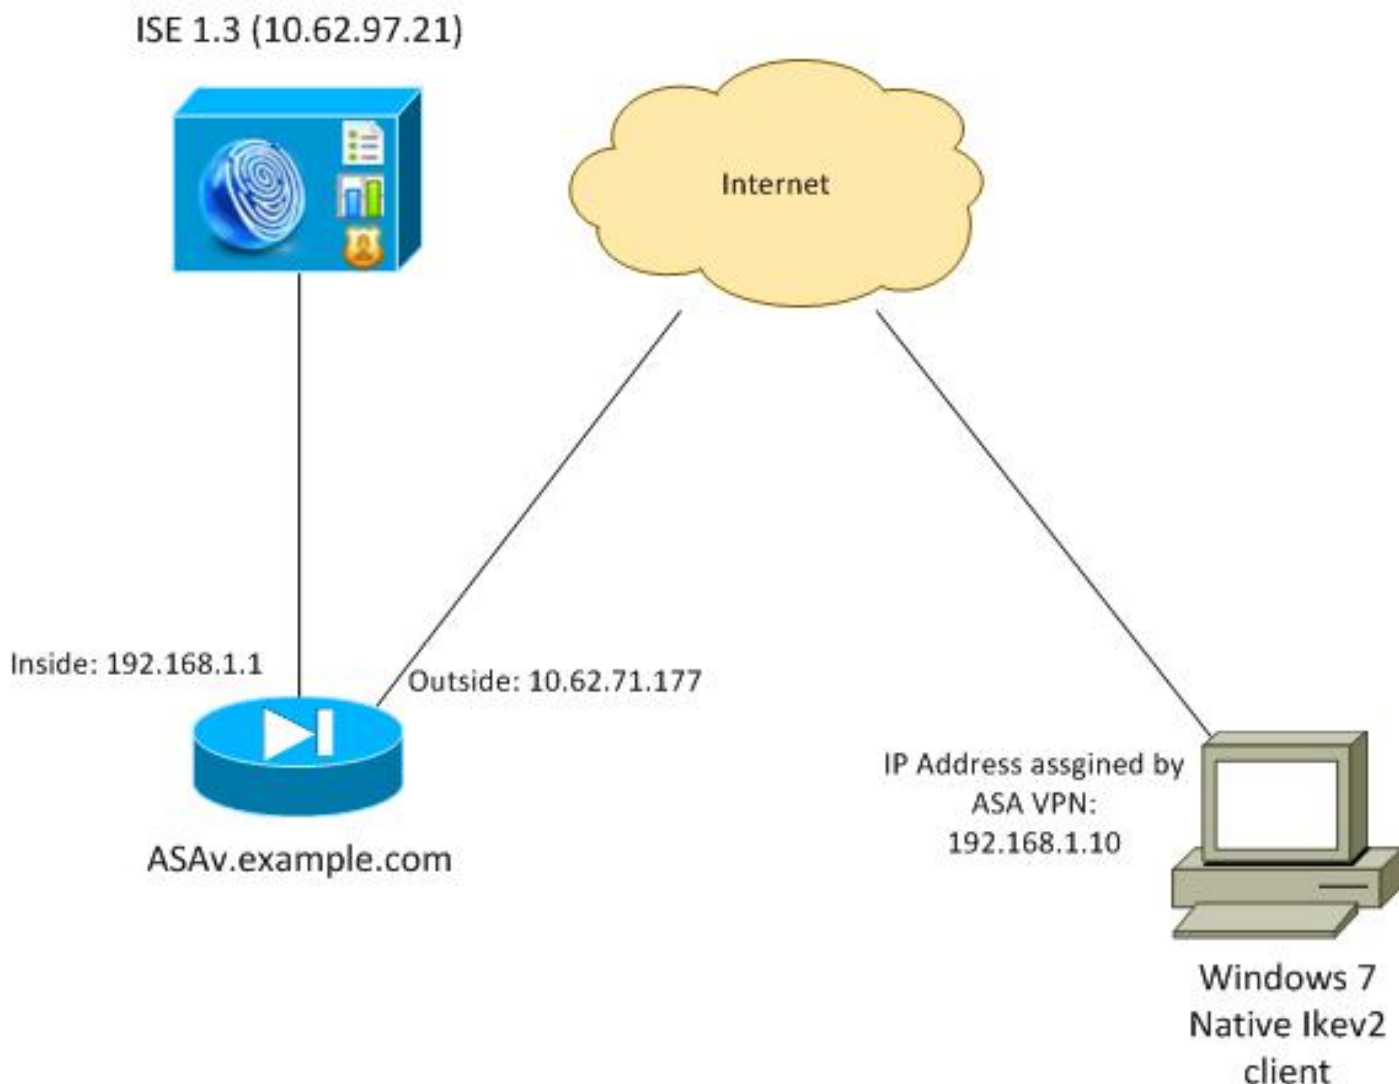 ISE 1.3 (10.62.97.21)
Internet
Inside: 192.168.1.1
Outside: 10.62.71.177
ASAv.example.com
IP Address assgined by
ASA VPN:
192.168.1.10
Windows 7
Native Ikev2
client